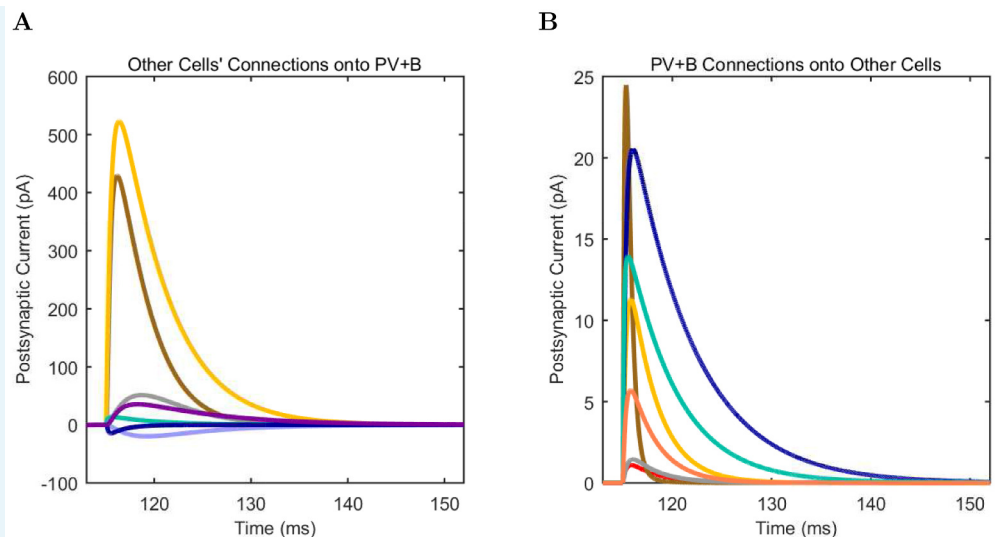 A
B
Other Cells' Connections onto PV+B
600
500
400
300
200
100
0
-100
Postsynaptic Current (pA)
120
130
140
150
Time (ms)
PV+B Connections onto Other Cells
25
20
15
10
5
0
Postsynaptic Current (pA)
120
130
140
150
Time (ms)